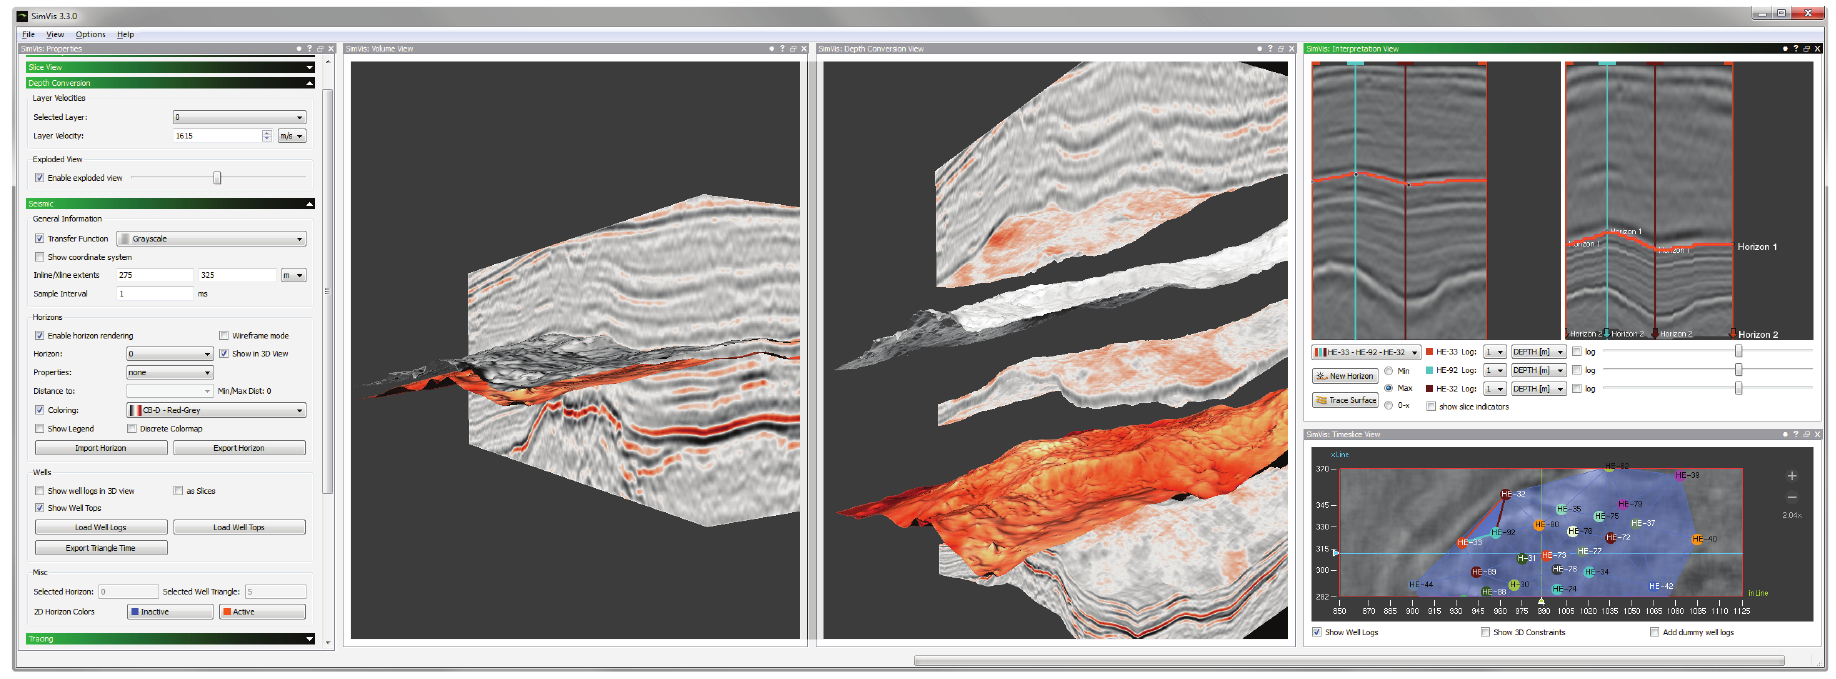 SimVis 3.3.0
File View Options Help
SimVis: Properties
Slice View
Depth Conversion
Layer Velocities
Selected Layer: 0
Layer Velocity: 1615 m/s
Exploded View
Enable exploded view
Seismic
General Information
Transfer Function Grayscale
Show coordinate system
Inline/Xline extents 275 325 m
Sample Interval 1 ms
Horizons
Enable horizon rendering Wireframe mode
Horizon: 0 Show in 3D View
Properties: none
Distance to: Min/Max Dist: 0
Coloring: CB-D - Red-Grey
Show Legend Discrete Colormap
Import Horizon Export Horizon
Wells
Show well logs in 3D view as Slices
Show Well Tops
Load Well Logs Load Well Tops
Export Triangle Time
Misc
Selected Horizon: 0 Selected Well Triangle: 5
2D Horizon Colors Inactive Active
Tracing
SimVis: Volume View
SimVis: Depth Conversion View
SimVis: Interpretation View
Horizon 1
Horizon 1
Horizon 1
Horizon 1
Horizon 2 Horizon 2 Horizon 2 Horizon 2
HE-33 - HE-92 - HE-32 HE-33 Log: 1 DEPTH [m] log
New Horizon Min HE-92 Log: 1 DEPTH [m] log
Max HE-32 Log: 1 DEPTH [m] log
Trace Surface 0-x show slice indicators
SimVis: Timeslice View
xLine
370
345
330
315
300
282
HE-82
HE-39
HE-32
HE-35
HE-79
HE-75
HE-80
HE-37
HE-92
HE-78
HE-72
HE-33
HE-90
H-31
HE-73
HE-77
HE-89
HE-76
HE-34
HE-44
H-30
HE-74
HE-42
HE-88
2.04x
inLine
850 870 885 900 915 930 945 960 975 990 1005 1020 1035 1050 1065 1080 1095 1110 1125
Show Well Logs Show 3D Constraints Add dummy well logs